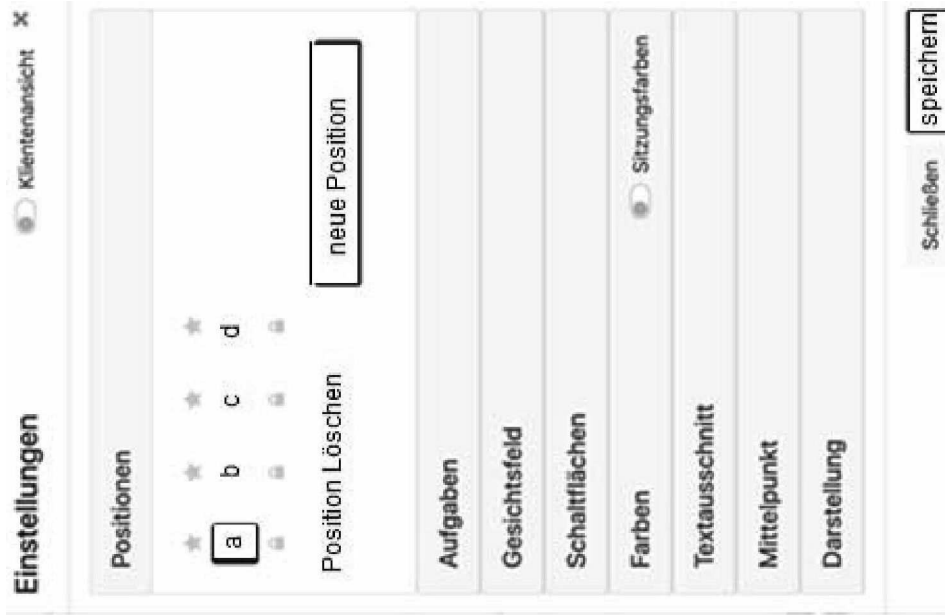 Einstellungen Klientenansicht ×
Positionen
a b c d
Position Löschen neue Position
Aufgaben
Gesichtsfeld
Schaltflächen
Farben Sitzungsfarben
Textausschnitt
Mittelpunkt
Darstellung
Schließen speichern